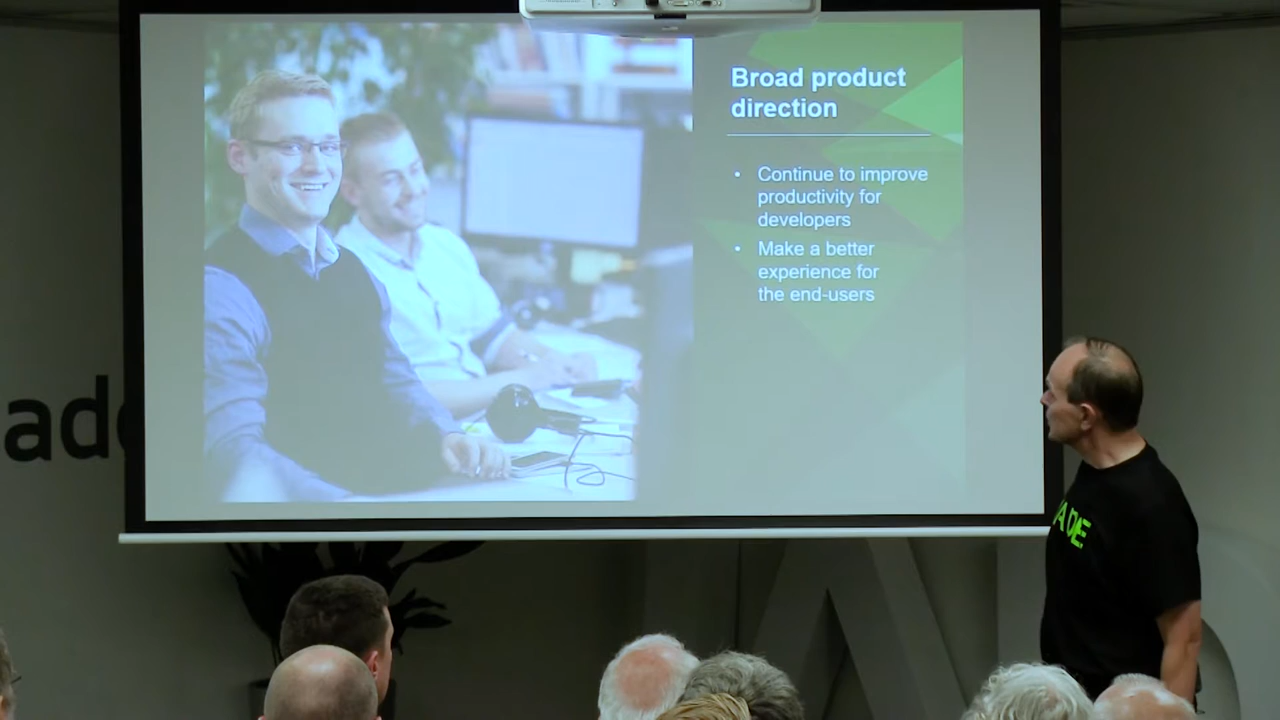 Broad product
direction
• Continue to improve
productivity for
developers
• Make a better
experience for
the end-users
ade
ADE